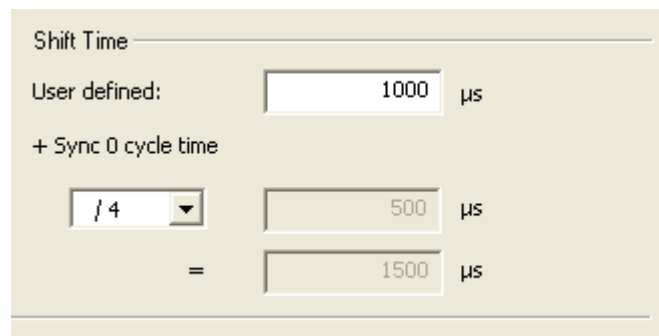 Shift Time
User defined: 1000 µs
+ Sync 0 cycle time
/ 4 500 µs
= 1500 µs